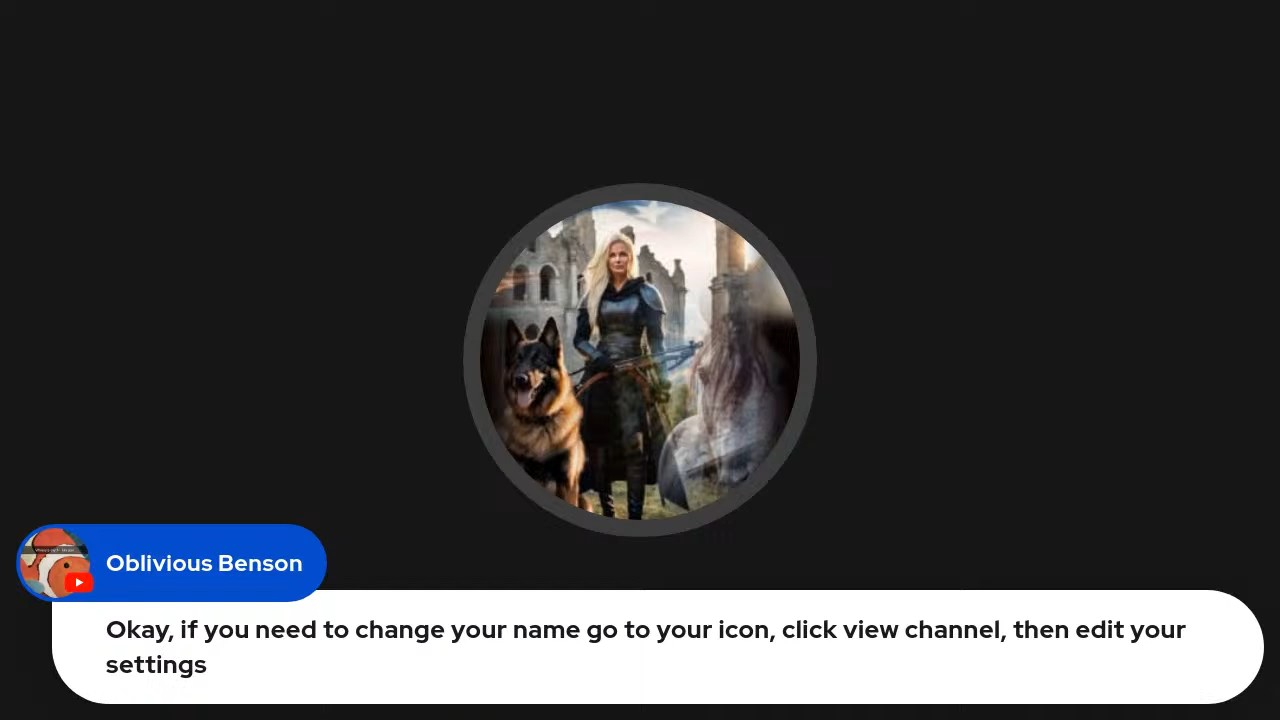 Oblivious Benson
Okay, if you need to change your name go to your icon, click view channel, then edit your
settings